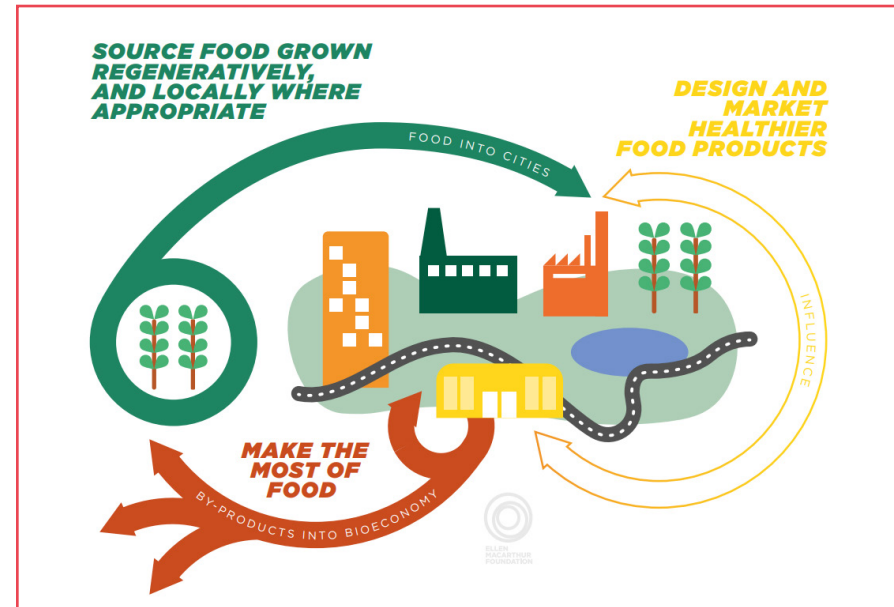 SOURCE FOOD GROWN
REGENERATIVELY,
AND LOCALLY WHERE
APPROPRIATE
FOOD INTO CITIES
DESIGN AND
MARKET
HEALTHIER
FOOD PRODUCTS
INFLUENCE
MAKE THE
MOST OF
FOOD
BY-PRODUCTS INTO BIOECONOMY
ELLEN
MACARTHUR
FOUNDATION